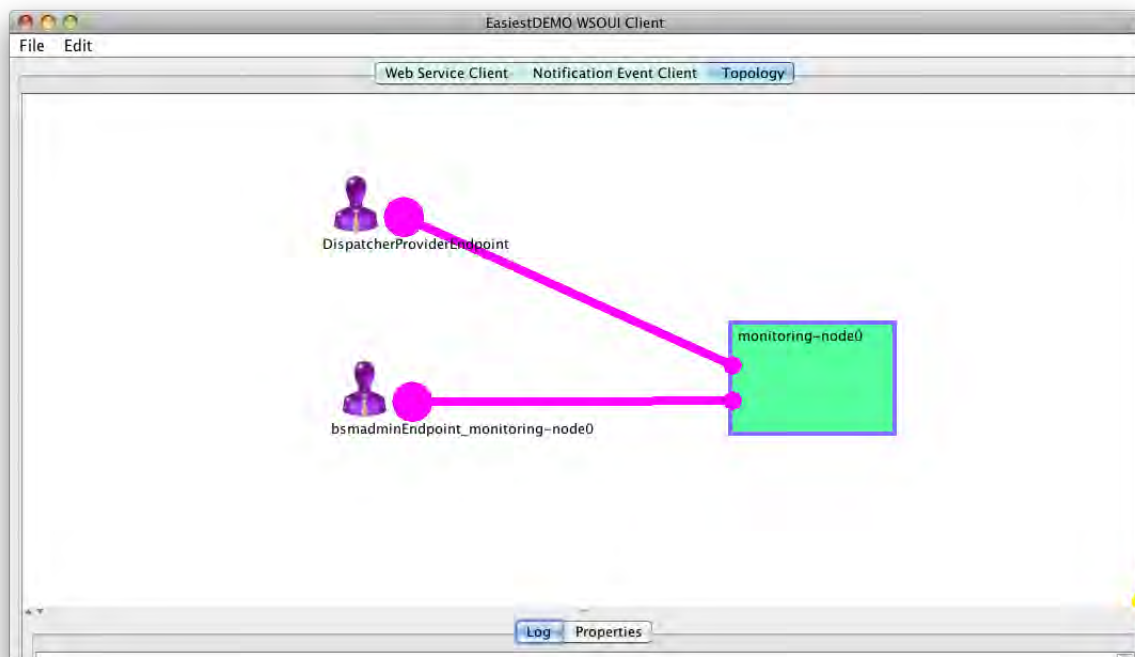 EasiestDEMO WSOUI Client
File Edit
Web Service Client Notification Event Client Topology
DispatcherProviderEndpoint
monitoring-node0
bsmadminEndpoint_monitoring-node0
Log Properties